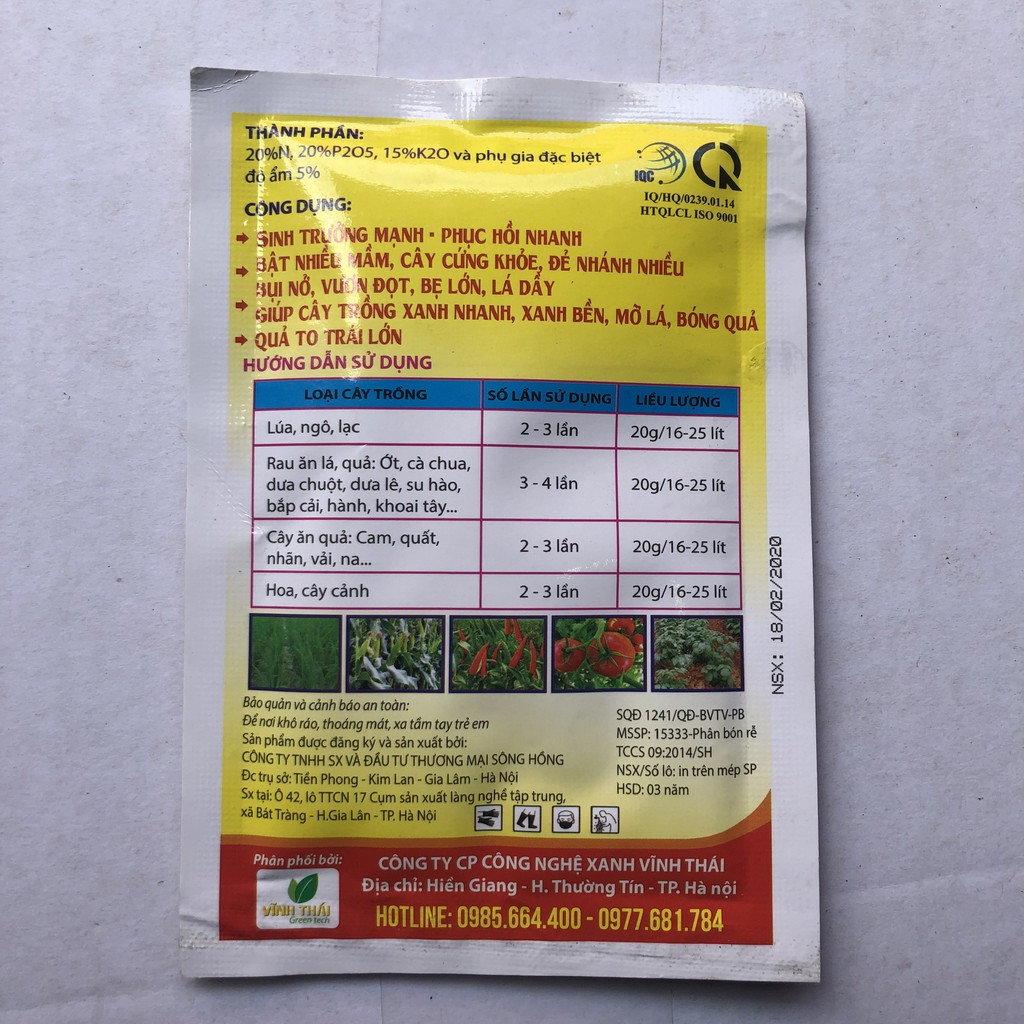 THÀNH PHẦN:
20%N, 20%P2O5, 15%K2O và phụ gia đặc biệt
độ ẩm 5%
IQC
IQ/HQ/0239.01.14
HTQLCL ISO 9001
CÔNG DỤNG:
SINH TRƯỞNG MẠNH - PHỤC HỒI NHANH
BẬT NHIỀU MẦM, CÂY CỨNG KHỎE, ĐẺ NHÁNH NHIỀU
BỤI NỞ, VƯƠN ĐỌT, BẸ LỚN, LÁ DẦY
GIÚP CÂY TRỒNG XANH NHANH, XANH BỀN, MỠ LÁ, BÓNG QUẢ
QUẢ TO TRÁI LỚN
HƯỚNG DẪN SỬ DỤNG
LOẠI CÂY TRỒNG SỐ LẦN SỬ DỤNG LIỀU LƯỢNG
Lúa, ngô, lạc 2 - 3 lần 20g/16-25 lít
Rau ăn lá, quả: Ớt, cà chua,
dưa chuột, dưa lê, su hào, 3 - 4 lần 20g/16-25 lít
bắp cải, hành, khoai tây...
Cây ăn quả: Cam, quất, 2 - 3 lần 20g/16-25 lít
nhãn, vải, na...
Hoa, cây cảnh 2 - 3 lần 20g/16-25 lít
NSX: 18/02/2020
Bảo quản và cảnh báo an toàn:
Để nơi khô ráo, thoáng mát, xa tầm tay trẻ em
Sản phẩm được đăng ký và sản xuất bởi:
CÔNG TY TNHH SX VÀ ĐẦU TƯ THƯƠNG MẠI SÔNG HỒNG
Đc trụ sở: Tiền Phong - Kim Lan - Gia Lâm - Hà Nội
Sx tại: Ô 42, lô TTCN 17 Cụm sản xuất làng nghề tập trung,
xã Bát Tràng - H.Gia Lân - TP. Hà Nội
SQĐ 1241/QĐ-BVTV-PB
MSSP: 15333-Phân bón rễ
TCCS 09:2014/SH
NSX/Số lô: in trên mép SP
HSD: 03 năm
Phân phối bởi:
VĨNH THÁI
Green tech
CÔNG TY CP CÔNG NGHỆ XANH VĨNH THÁI
Địa chỉ: Hiền Giang - H. Thường Tín - TP. Hà nội
HOTLINE: 0985.664.400 - 0977.681.784